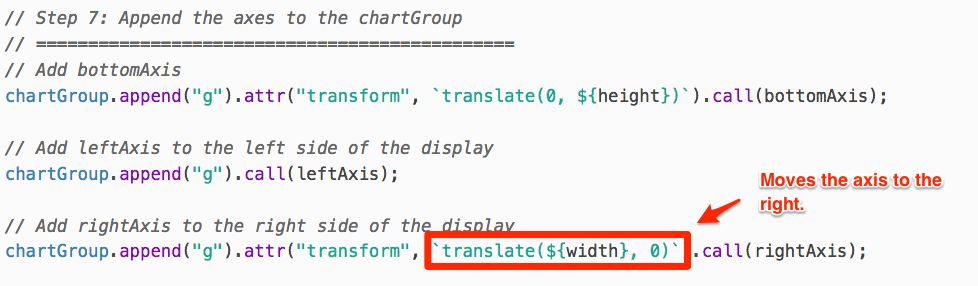 // Step 7: Append the axes to the chartGroup
// ==============================================
// Add bottomAxis
chartGroup.append("g").attr("transform", `translate(0, ${height})`).call(bottomAxis);
// Add leftAxis to the left side of the display
chartGroup.append("g").call(leftAxis);
Moves the axis to the
right.
// Add rightAxis to the right side of the display
chartGroup.append("g").attr("transform", `translate(${width}, 0)`.call(rightAxis);